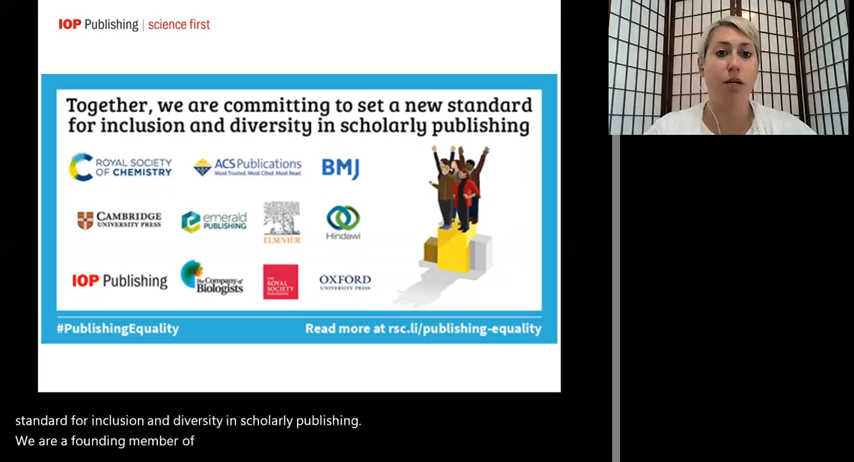 IOP Publishing | science first
Together, we are committing to set a new standard
for inclusion and diversity in scholarly publishing
ROYAL SOCIETY
OF CHEMISTRY
ACS Publications
Most Trusted. Most Cited. Most Read.
BMJ
CAMBRIDGE
UNIVERSITY PRESS
emerald
PUBLISHING
ELSEVIER
Hindawi
IOP Publishing
The Company of
Biologists
THE
ROYAL
SOCIETY
OXFORD
UNIVERSITY PRESS
#PublishingEquality
Read more at rsc.li/publishing-equality
standard for inclusion and diversity in scholarly publishing.
We are a founding member of